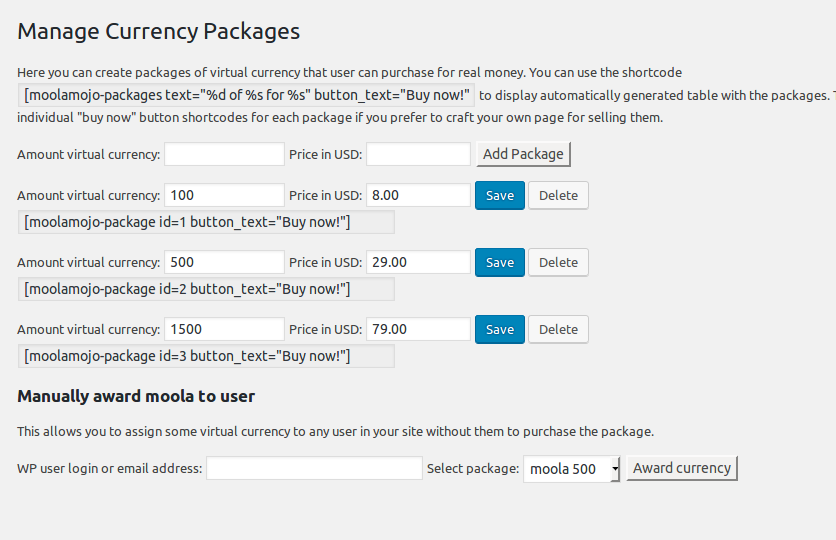 Manage Currency Packages
Here you can create packages of virtual currency that user can purchase for real money. You can use the shortcode
[moolamojo-packages text="%d of %s for %s" button_text="Buy now!" to display automatically generated table with the packages.
individual "buy now" button shortcodes for each package if you prefer to craft your own page for selling them.
Amount virtual currency: Price in USD: Add Package
Amount virtual currency: 100 Price in USD: 8.00 Save Delete
[moolamojo-package id=1 button_text="Buy now!"]
Amount virtual currency: 500 Price in USD: 29.00 Save Delete
[moolamojo-package id=2 button_text="Buy now!"]
Amount virtual currency: 1500 Price in USD: 79.00 Save Delete
[moolamojo-package id=3 button_text="Buy now!"]
Manually award moola to user
This allows you to assign some virtual currency to any user in your site without them to purchase the package.
WP user login or email address: Select package: moola 500 Award currency